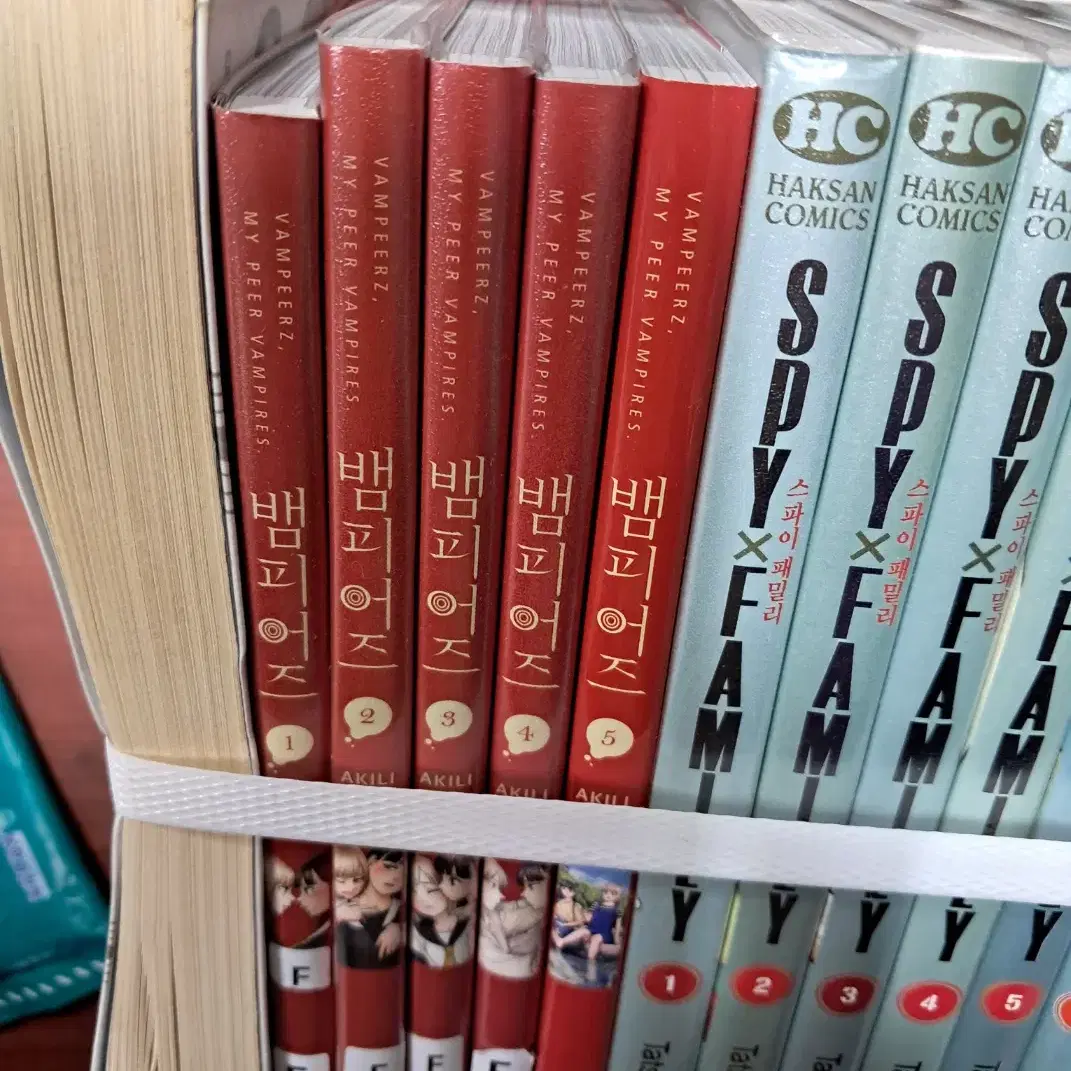 VAMPEERZ,
MY PEER VAMPIRES.
뱀피어즈
1
AKILI
VAMPEERZ,
MY PEER VAMPIRES.
뱀피어즈
2
AKILI
VAMPEERZ,
MY PEER VAMPIRES.
뱀피어즈
3
AKILI
VAMPEERZ,
MY PEER VAMPIRES.
뱀피어즈
4
AKILI
VAMPEERZ,
MY PEER VAMPIRES.
뱀피어즈
5
F
HC
HAKSAN
COMICS
SPY×FAMILY
스파이 패밀리
1
HC
HAKSAN
COMICS
SPY×FAMILY
스파이 패밀리
2
SPY×FAMILY
스파이 패밀리
3
4
5